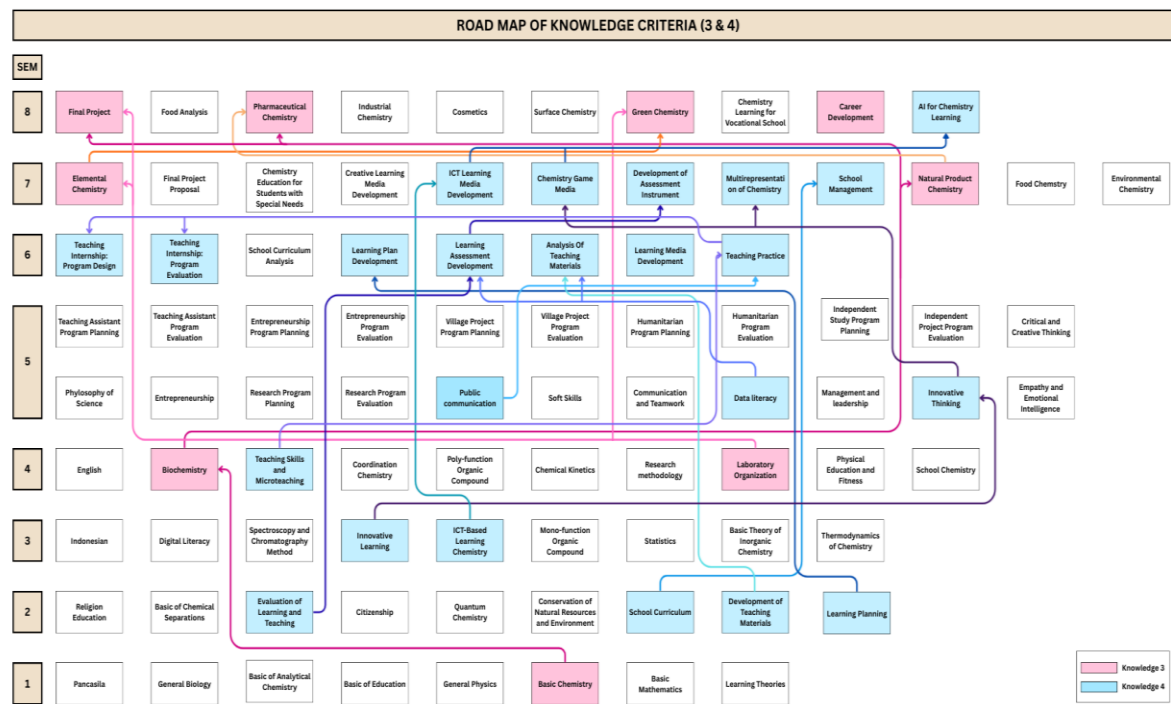 ROAD MAP OF KNOWLEDGE CRITERIA (3 & 4)
SEM
8
Final Project
Food Analysis
Pharmaceutical
Chemistry
Industrial
Chemistry
Cosmetics
Surface Chemistry
Green Chemistry
Chemistry
Learning for
Vocational School
Career
Development
AI for Chemistry
Learning
7
Elemental
Chemistry
Final Project
Proposal
Chemistry
Education for
Students with
Special Needs
Creative Learning
Media
Development
ICT Learning
Media
Development
Chemistry Game
Media
Development of
Assessment
Instrument
Multirepresentati
on of Chemistry
School
Management
Natural Product
Chemistry
Food Chemstry
Environmental
Chemistry
6
Teaching
Internship:
Program Design
Teaching
Internship:
Program
Evaluation
School Curriculum
Analysis
Learning Plan
Development
Learning
Assessment
Development
Analysis Of
Teaching
Materials
Learning Media
Development
Teaching Practice
5
Teaching Assistant
Program Planning
Teaching Assistant
Program
Evaluation
Entrepreneurship
Program Planning
Entrepreneurship
Program
Evaluation
Village Project
Program Planning
Village Project
Program
Evaluation
Humanitarian
Program Planning
Humanitarian
Program
Evaluation
Independent
Study Program
Planning
Independent
Project Program
Evaluation
Critical and
Creative Thinking
Phylosophy of
Science
Entrepreneurship
Research Program
Planning
Research Program
Evaluation
Public
communication
Soft Skills
Communication
and Teamwork
Data literacy
Management and
leadership
Innovative
Thinking
Empathy and
Emotional
Intelligence
4
English
Biochemistry
Teaching Skills
and
Microteaching
Coordination
Chemistry
Poly-function
Organic
Compound
Chemical Kinetics
Research
methodology
Laboratory
Organization
Physical
Education and
Fitness
School Chemistry
3
Indonesian
Digital Literacy
Spectroscopy and
Chromatography
Method
Innovative
Learning
ICT-Based
Learning
Chemistry
Mono-function
Organic
Compound
Statistics
Basic Theory of
Inorganic
Chemistry
Thermodynamics
of Chemistry
2
Religion
Education
Basic of Chemical
Separations
Evaluation of
Learning and
Teaching
Citizenship
Quantum
Chemistry
Conservation of
Natural Resources
and Environment
School Curriculum
Development of
Teaching
Materials
Learning Planning
1
Pancasila
General Biology
Basic of Analytical
Chemistry
Basic of Education
General Physics
Basic Chemistry
Basic
Mathematics
Learning Theories
Knowledge 3
Knowledge 4